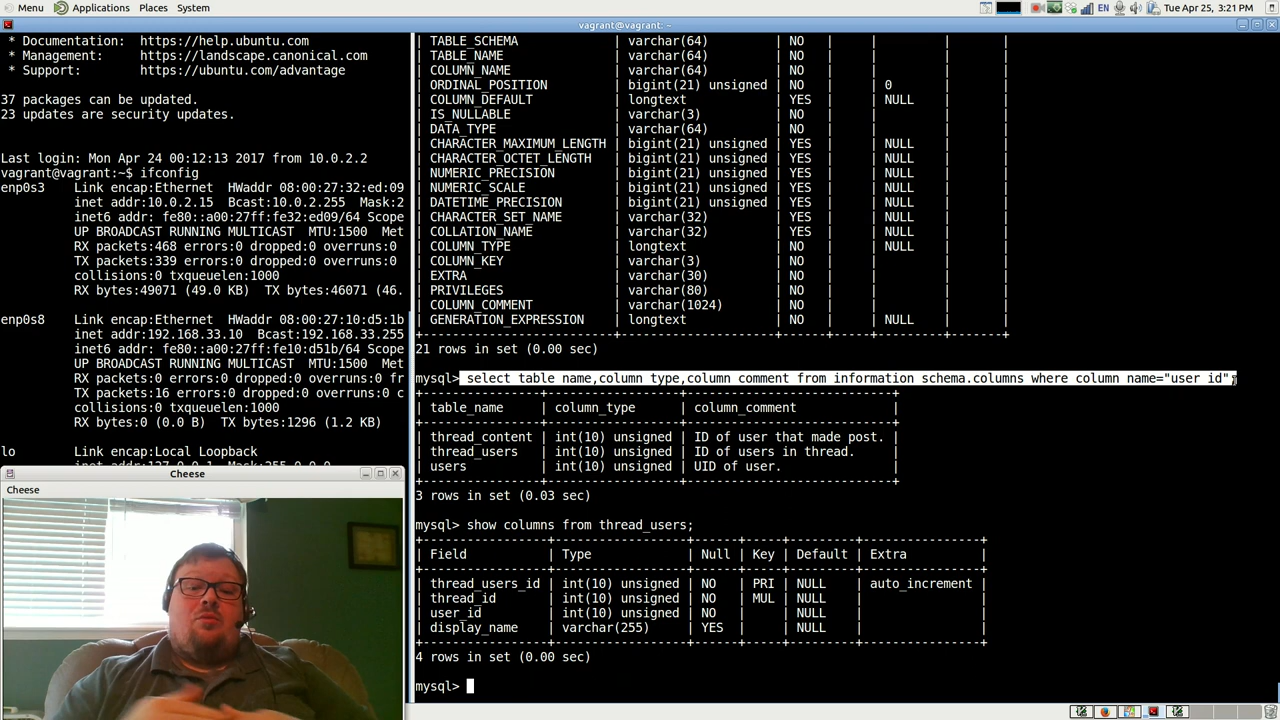 Menu Applications Places System EN Tue Apr 25, 3:21 PM
vagrant@vagrant: ~
* Documentation:  https://help.ubuntu.com
* Management:     https://landscape.canonical.com
* Support:        https://ubuntu.com/advantage
37 packages can be updated.
23 updates are security updates.
Last login: Mon Apr 24 00:12:13 2017 from 10.0.2.2
vagrant@vagrant:~$ ifconfig
enp0s3    Link encap:Ethernet  HWaddr 08:00:27:32:ed:09
inet addr:10.0.2.15  Bcast:10.0.2.255  Mask:2
inet6 addr: fe80::a00:27ff:fe32:ed09/64 Scope
UP BROADCAST RUNNING MULTICAST  MTU:1500  Met
RX packets:468 errors:0 dropped:0 overruns:0
TX packets:339 errors:0 dropped:0 overruns:0
collisions:0 txqueuelen:1000
RX bytes:49071 (49.0 KB)  TX bytes:46071 (46.
enp0s8    Link encap:Ethernet  HWaddr 08:00:27:10:d5:1b
inet addr:192.168.33.10  Bcast:192.168.33.255
inet6 addr: fe80::a00:27ff:fe10:d51b/64 Scope
UP BROADCAST RUNNING MULTICAST  MTU:1500  Met
RX packets:0 errors:0 dropped:0 overruns:0 fr
TX packets:16 errors:0 dropped:0 overruns:0 c
collisions:0 txqueuelen:1000
RX bytes:0 (0.0 B)  TX bytes:1296 (1.2 KB)
lo        Link encap:Local Loopback
Cheese
Cheese
| TABLE_SCHEMA | varchar(64) | NO | | | |
| TABLE_NAME | varchar(64) | NO | | | |
| COLUMN_NAME | varchar(64) | NO | | | |
| ORDINAL_POSITION | bigint(21) unsigned | NO | | 0 | |
| COLUMN_DEFAULT | longtext | YES | | NULL | |
| IS_NULLABLE | varchar(3) | NO | | | |
| DATA_TYPE | varchar(64) | NO | | | |
| CHARACTER_MAXIMUM_LENGTH | bigint(21) unsigned | YES | | NULL | |
| CHARACTER_OCTET_LENGTH | bigint(21) unsigned | YES | | NULL | |
| NUMERIC_PRECISION | bigint(21) unsigned | YES | | NULL | |
| NUMERIC_SCALE | bigint(21) unsigned | YES | | NULL | |
| DATETIME_PRECISION | bigint(21) unsigned | YES | | NULL | |
| CHARACTER_SET_NAME | varchar(32) | YES | | NULL | |
| COLLATION_NAME | varchar(32) | YES | | NULL | |
| COLUMN_TYPE | longtext | NO | | NULL | |
| COLUMN_KEY | varchar(3) | NO | | | |
| EXTRA | varchar(30) | NO | | | |
| PRIVILEGES | varchar(80) | NO | | | |
| COLUMN_COMMENT | varchar(1024) | NO | | | |
| GENERATION_EXPRESSION | longtext | NO | | NULL | |
21 rows in set (0.00 sec)
mysql> select table_name,column_type,column_comment from information_schema.columns where column_name="user_id";
| table_name | column_type | column_comment |
| thread_content | int(10) unsigned | ID of user that made post. |
| thread_users | int(10) unsigned | ID of users in thread. |
| users | int(10) unsigned | UID of user. |
3 rows in set (0.03 sec)
mysql> show columns from thread_users;
| Field | Type | Null | Key | Default | Extra |
| thread_users_id | int(10) unsigned | NO | PRI | NULL | auto_increment |
| thread_id | int(10) unsigned | NO | MUL | NULL | |
| user_id | int(10) unsigned | NO | | NULL | |
| display_name | varchar(255) | YES | | NULL | |
4 rows in set (0.00 sec)
mysql>